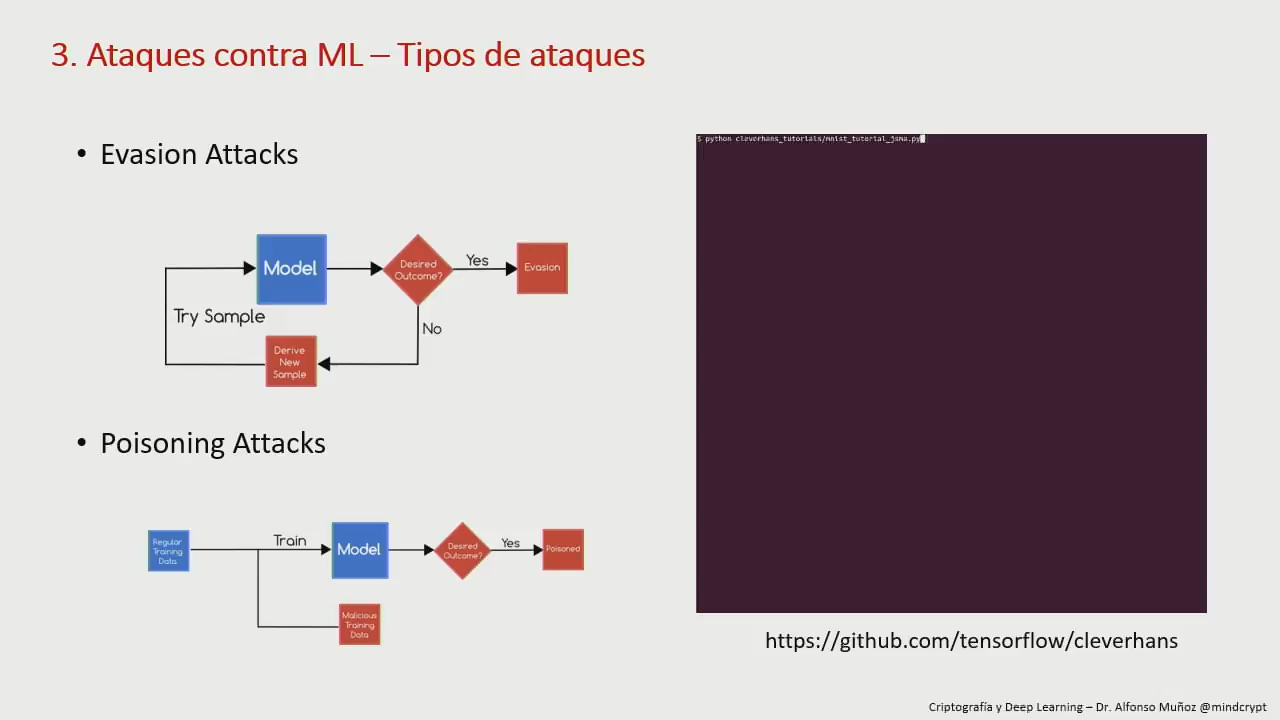 3. Ataques contra ML – Tipos de ataques
• Evasion Attacks
Model
Desired
Outcome?
Yes
Evasion
Try Sample
No
Derive
New
Sample
• Poisoning Attacks
Regular
Training
Data
Train
Model
Desired
Outcome?
Yes
Poisoned
Malicious
Training
Data
$ python cleverhans_tutorials/mnist_tutorial_jsma.py
https://github.com/tensorflow/cleverhans
Criptografía y Deep Learning – Dr. Alfonso Muñoz @mindcrypt